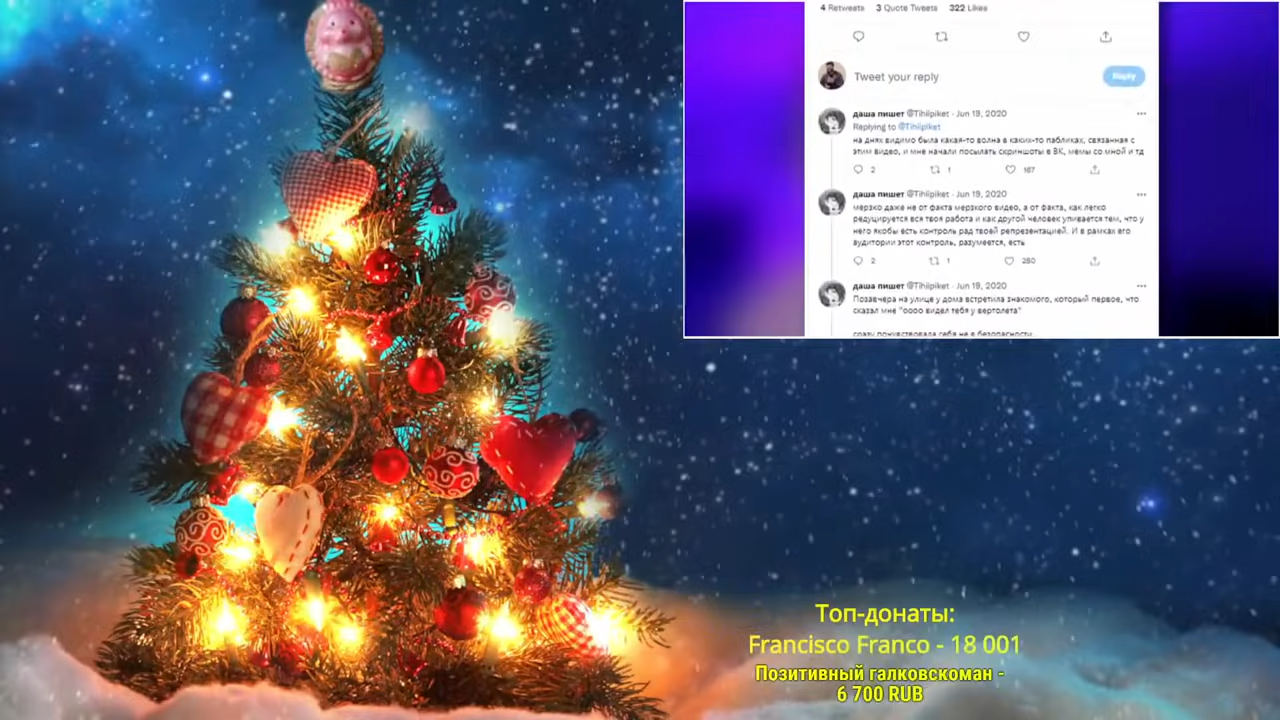 4 Retweets 3 Quote Tweets 322 Likes
Tweet your reply
Reply
даша пишет @Tihiipiket · Jun 19, 2020
Replying to @Tihiipiket
на днях видимо была какая-то волна в каких-то пабликах, связанная с
этим видео, и мне начали посылать скриншоты в ВК, мемы со мной и тд
2 1 167
даша пишет @Tihiipiket · Jun 19, 2020
мерзко даже не от факта мерзкого видео, а от факта, как легко
редуцируется вся твоя работа и как другой человек упивается тем, что у
него якобы есть контроль рад твоей репрезентацией. И в рамках его
аудитории этот контроль, разумеется, есть
2 1 280
даша пишет @Tihiipiket · Jun 19, 2020
Позавчера на улице у дома встретила знакомого, который первое, что
сказал мне "оооо видел тебя у вертолета"
сразу почувствовала себя не в безопасности
Топ-донаты:
Francisco Franco - 18 001
Позитивный галковскоман -
6 700 RUB